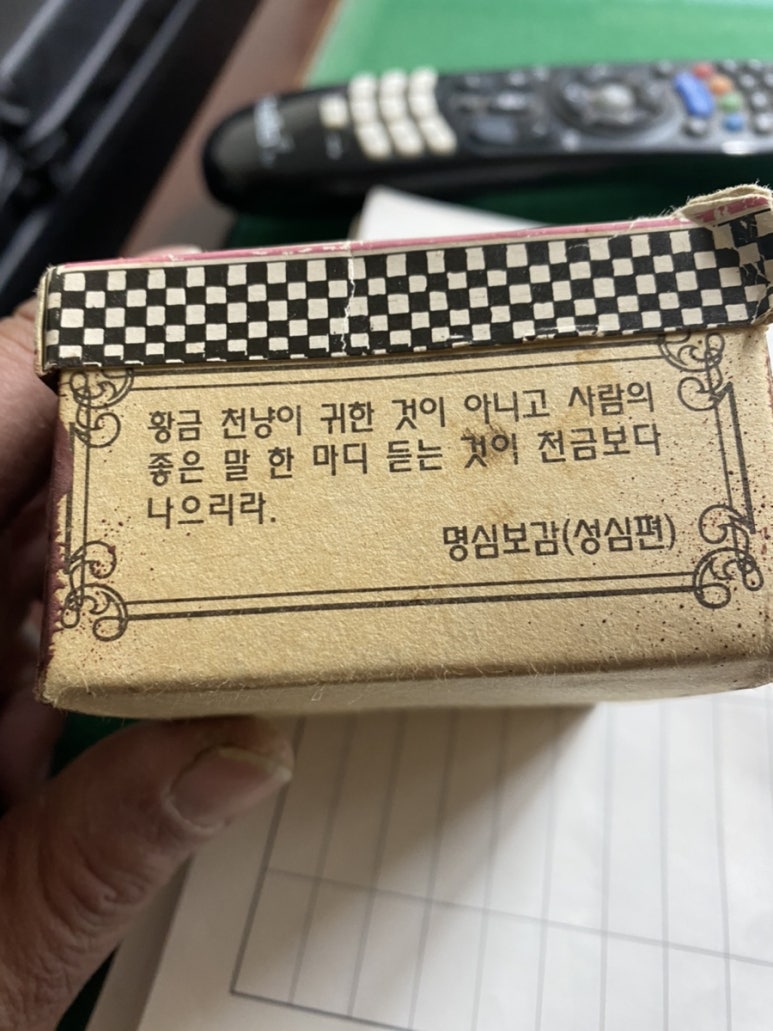 황금 천냥이 귀한 것이 아니고 사람의
좋은 말 한 마디 듣는 것이 천금보다
나으리라.
명심보감(성심편)